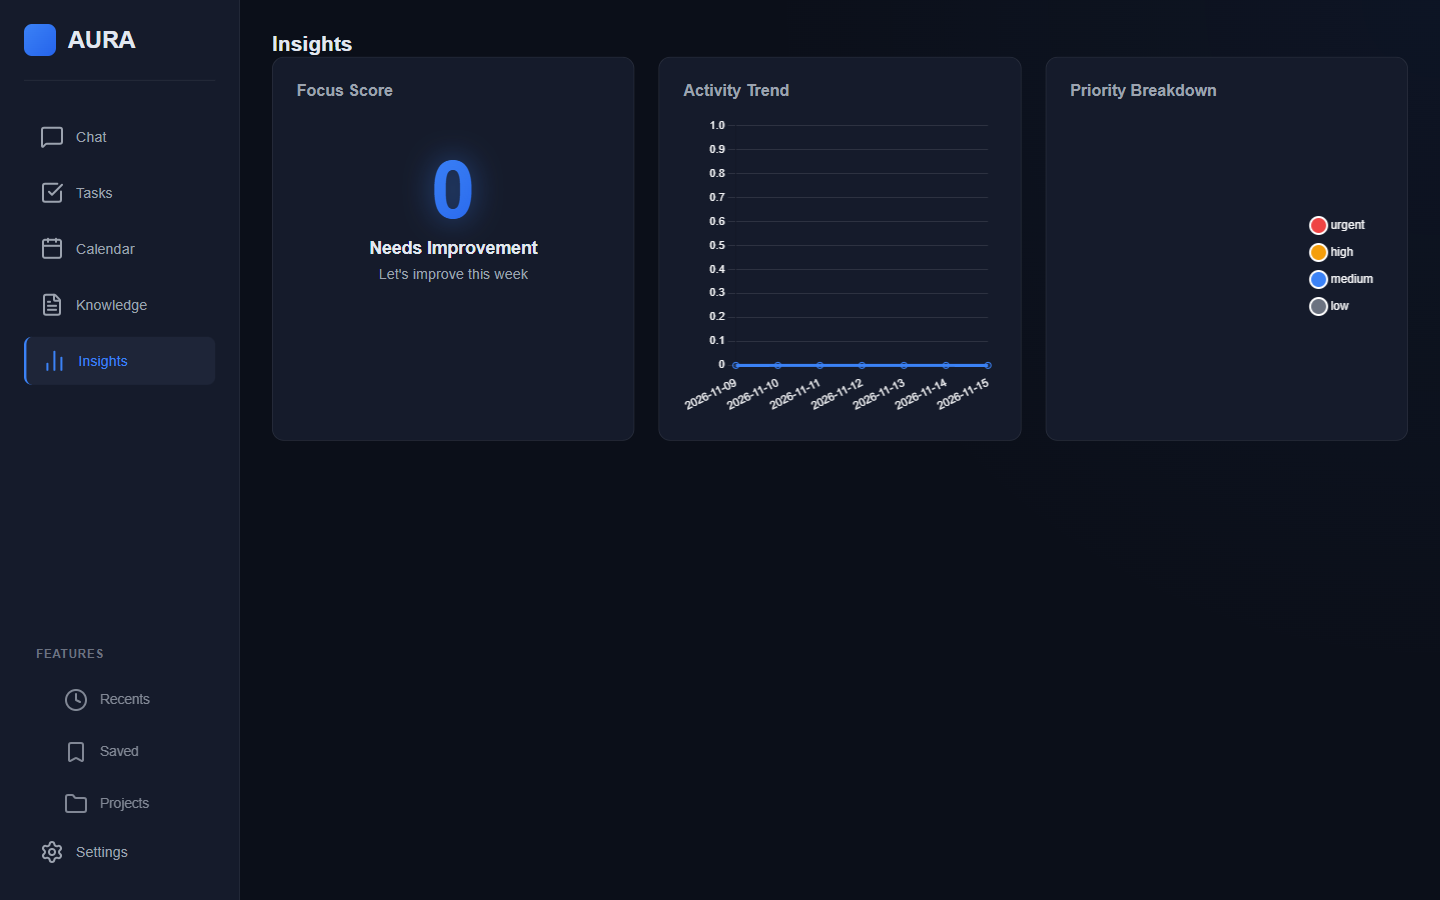 AURA
Chat
Tasks
Calendar
Knowledge
Insights
FEATURES
Recents
Saved
Projects
Settings
Insights
Focus Score
0
Needs Improvement
Let's improve this week
Activity Trend
1.0
0.9
0.8
0.7
0.6
0.5
0.4
0.3
0.2
0.1
0
2026-11-09
2026-11-10
2026-11-11
2026-11-12
2026-11-13
2026-11-14
2026-11-15
Priority Breakdown
urgent
high
medium
low